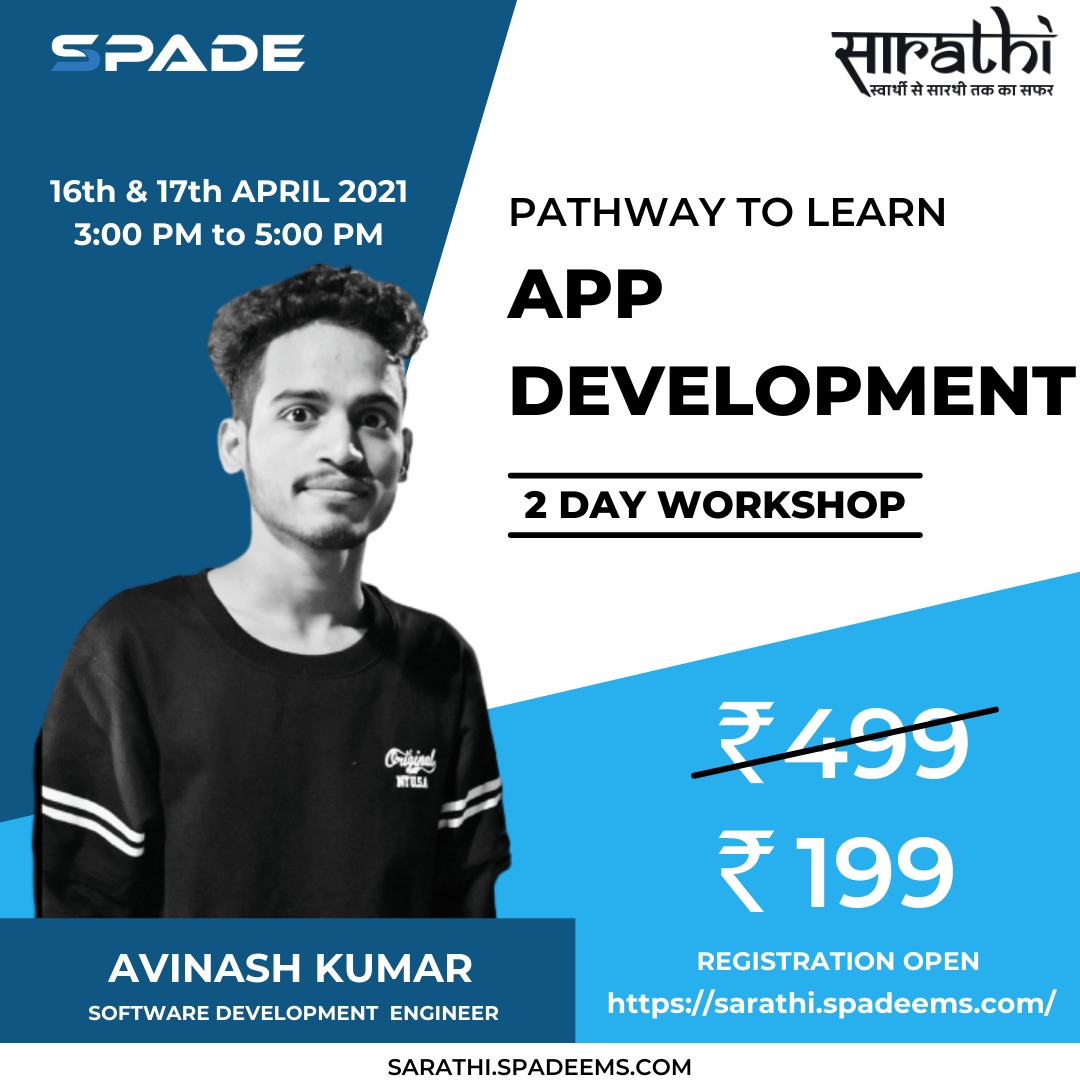 SPADE
साrathi
स्वार्थी से सारथी तक का सफर
16th & 17th APRIL 2021
3:00 PM to 5:00 PM
PATHWAY TO LEARN
APP
DEVELOPMENT
2 DAY WORKSHOP
Original
NT U.S.A
₹499
₹199
AVINASH KUMAR
SOFTWARE DEVELOPMENT ENGINEER
REGISTRATION OPEN
https://sarathi.spadeems.com/
SARATHI.SPADEEMS.COM